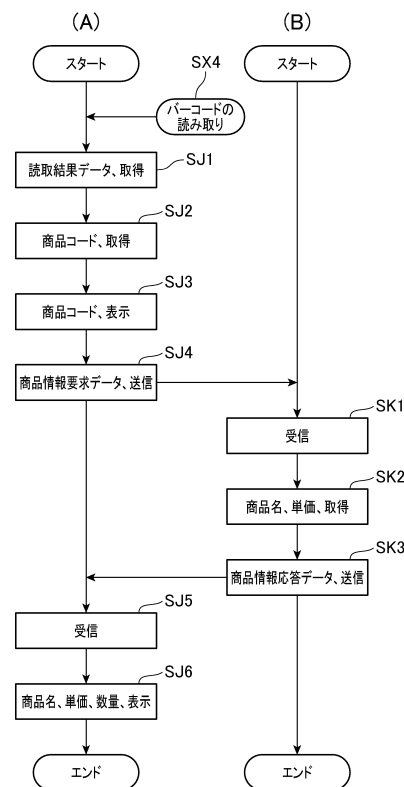 (A)
(B)
スタート
スタート
SX4
バーコードの
読み取り
読取結果データ、取得
SJ1
商品コード、取得
SJ2
商品コード、表示
SJ3
商品情報要求データ、送信
SJ4
受信
SK1
商品名、単価、取得
SK2
商品情報応答データ、送信
SK3
受信
SJ5
商品名、単価、数量、表示
SJ6
エンド
エンド